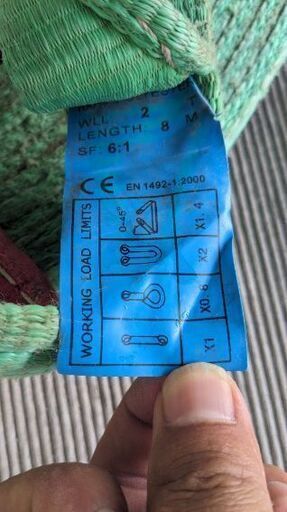 WLL 2 T
LENGTH: 8 M
SF: 6:1
CE EN 1492-1:2000
WORKING LOAD LIMITS
0-45° X1.4
X2
X0.8
X1